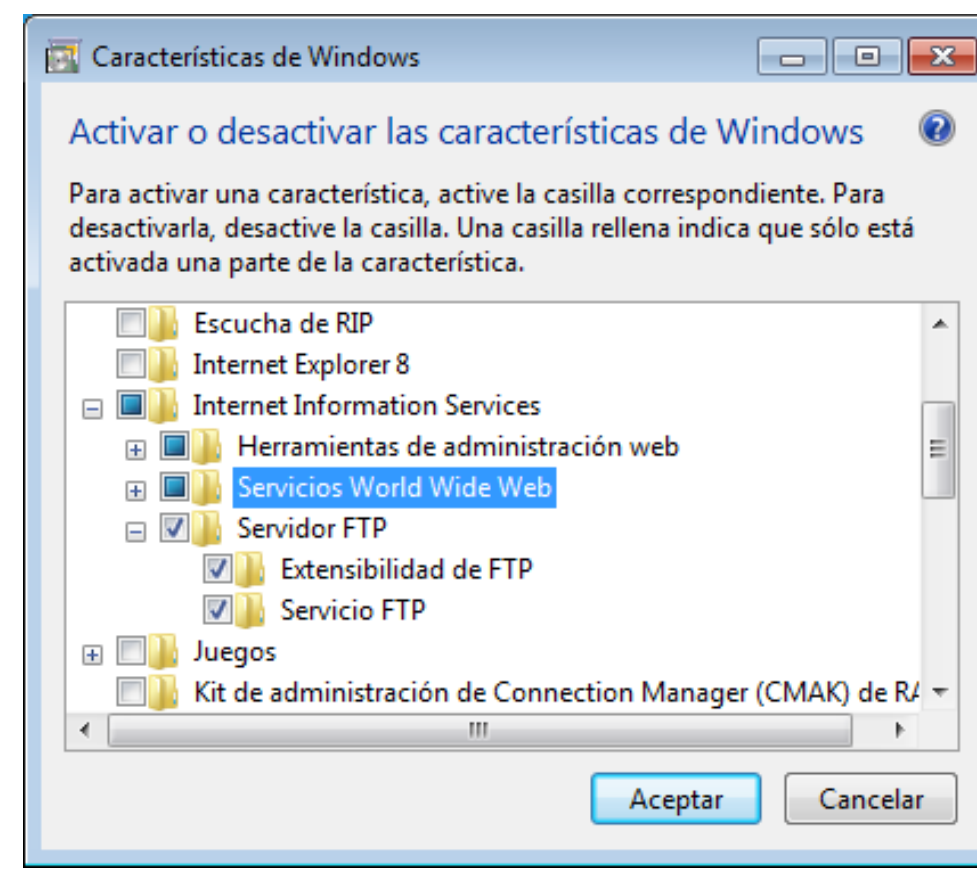 Características de Windows
Activar o desactivar las características de Windows
Para activar una característica, active la casilla correspondiente. Para
desactivarla, desactive la casilla. Una casilla rellena indica que sólo está
activada una parte de la característica.
Escucha de RIP
Internet Explorer 8
Internet Information Services
Herramientas de administración web
Servicios World Wide Web
Servidor FTP
Extensibilidad de FTP
Servicio FTP
Juegos
Kit de administración de Connection Manager (CMAK) de
Aceptar
Cancelar